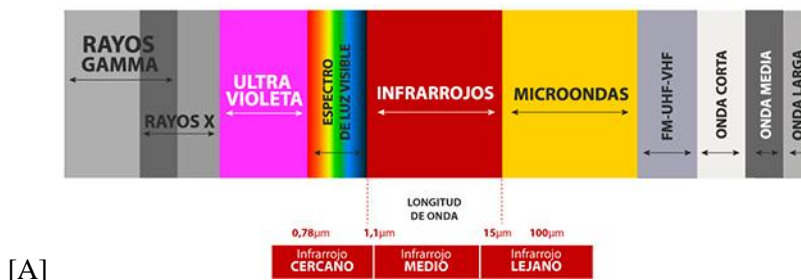 RAYOS
GAMMA
RAYOS X
ULTRA
VIOLETA
ESPECTRO
DE LUZ VISIBLE
INFRARROJOS
MICROONDAS
FM-UHF-VHF
ONDA CORTA
ONDA MEDIA
ONDA LARGA
LONGITUD
DE ONDA
0,78µm 1,1µm 15µm 100µm
Infrarrojo Infrarrojo Infrarrojo
CERCANO MEDIO LEJANO
[A]